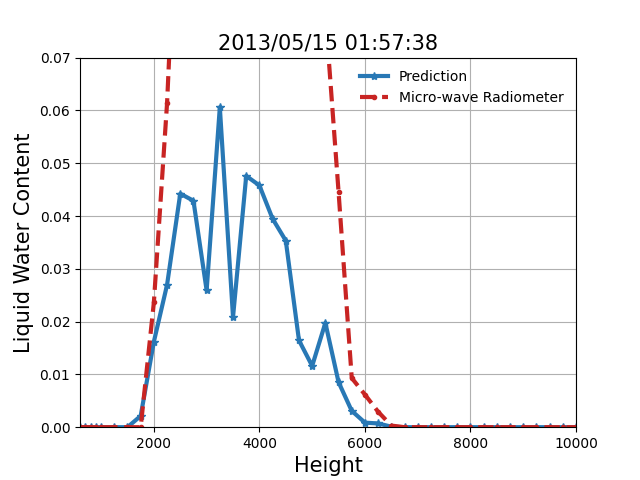 2013/05/15 01:57:38
Prediction
Micro-wave Radiometer
Liquid Water Content
0.07
0.06
0.05
0.04
0.03
0.02
0.01
0.00
2000 4000 6000 8000 10000
Height